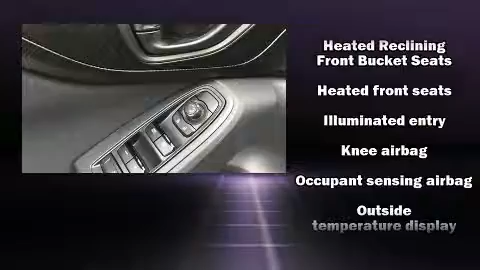 Heated Reclining
Front Bucket Seats
Heated front seats
Illuminated entry
Knee airbag
Occupant sensing airbag
Outside
temperature display